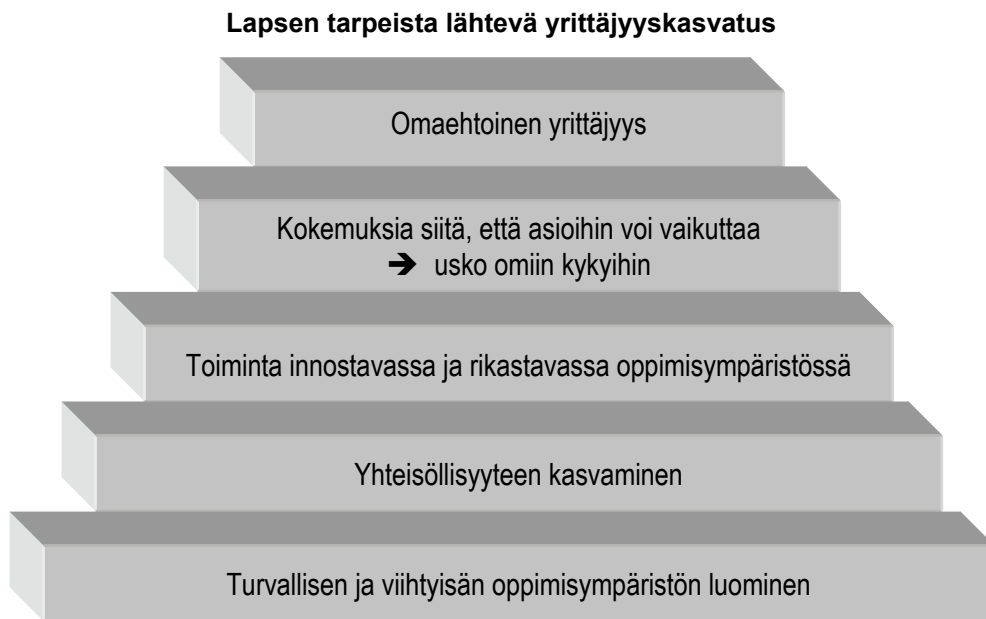 Lapsen tarpeista lähtevä yrittäjyyskasvatus
Omaehtoinen yrittäjyys
Kokemuksia siitä, että asioihin voi vaikuttaa
➔ usko omiin kykyihin
Toiminta innostavassa ja rikastavassa oppimisympäristössä
Yhteisöllisyyteen kasvaminen
Turvallisen ja viihtyisän oppimisympäristön luominen